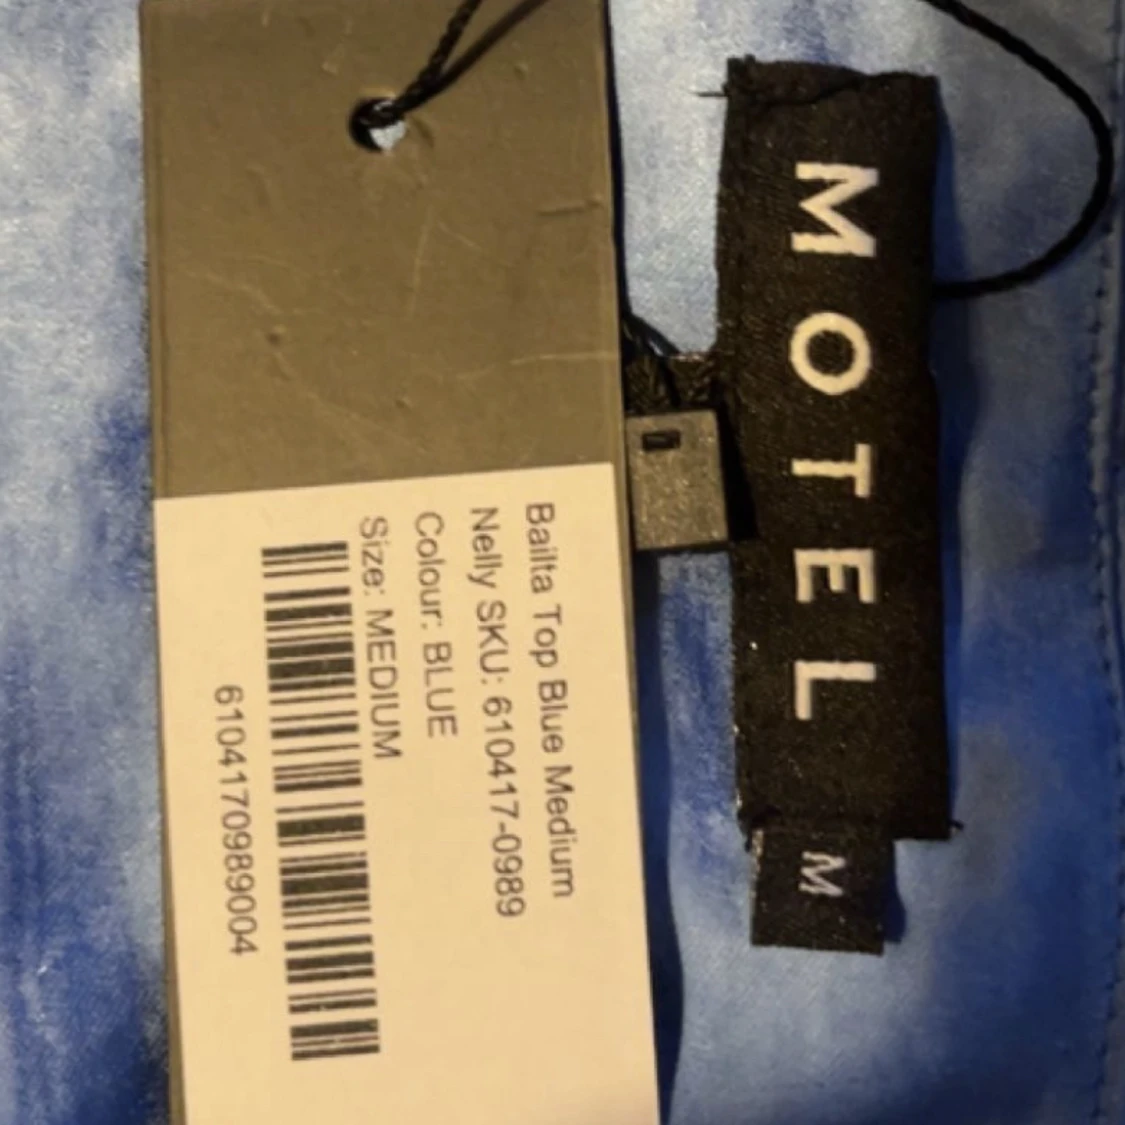 MOTEL
M
Bailta Top Blue Medium
Nelly SKU: 610417-0989
Colour: BLUE
Size: MEDIUM
6104170989004